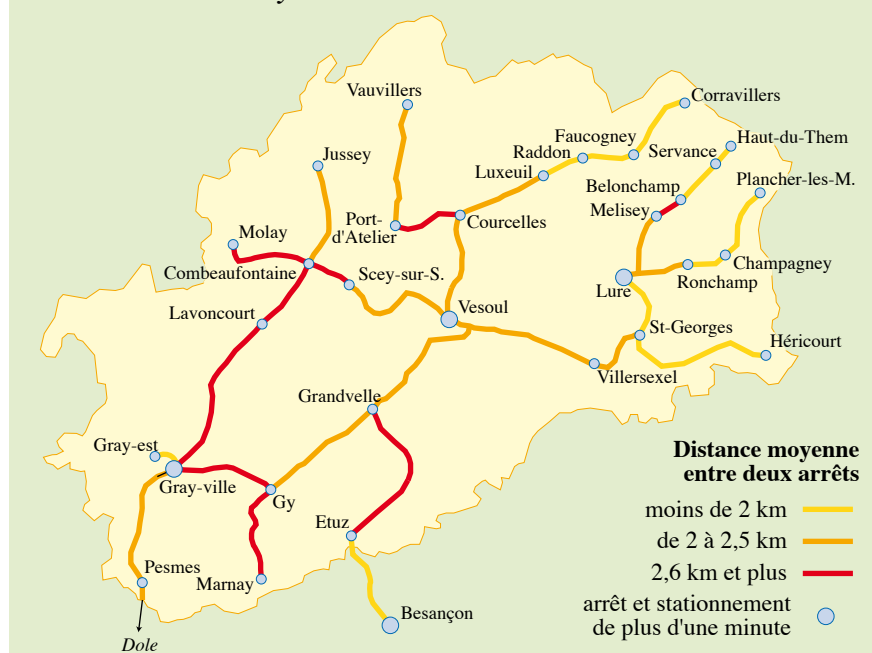 Vauvillers
Corravillers
Jussey
Faucogney
Haut-du-Them
Raddon
Servance
Luxeuil
Belonchamp
Plancher-les-M.
Melisey
Port-
d'Atelier
Courcelles
Molay
Combeaufontaine
Scey-sur-S.
Champagney
Ronchamp
Lure
Lavoncourt
Vesoul
St-Georges
Héricourt
Villersexel
Grandvelle
Gray-est
Gray-ville
Gy
Etuz
Pesmes
Marnay
Besançon
Dole
Distance moyenne
entre deux arrêts
moins de 2 km
de 2 à 2,5 km
2,6 km et plus
arrêt et stationnement
de plus d'une minute